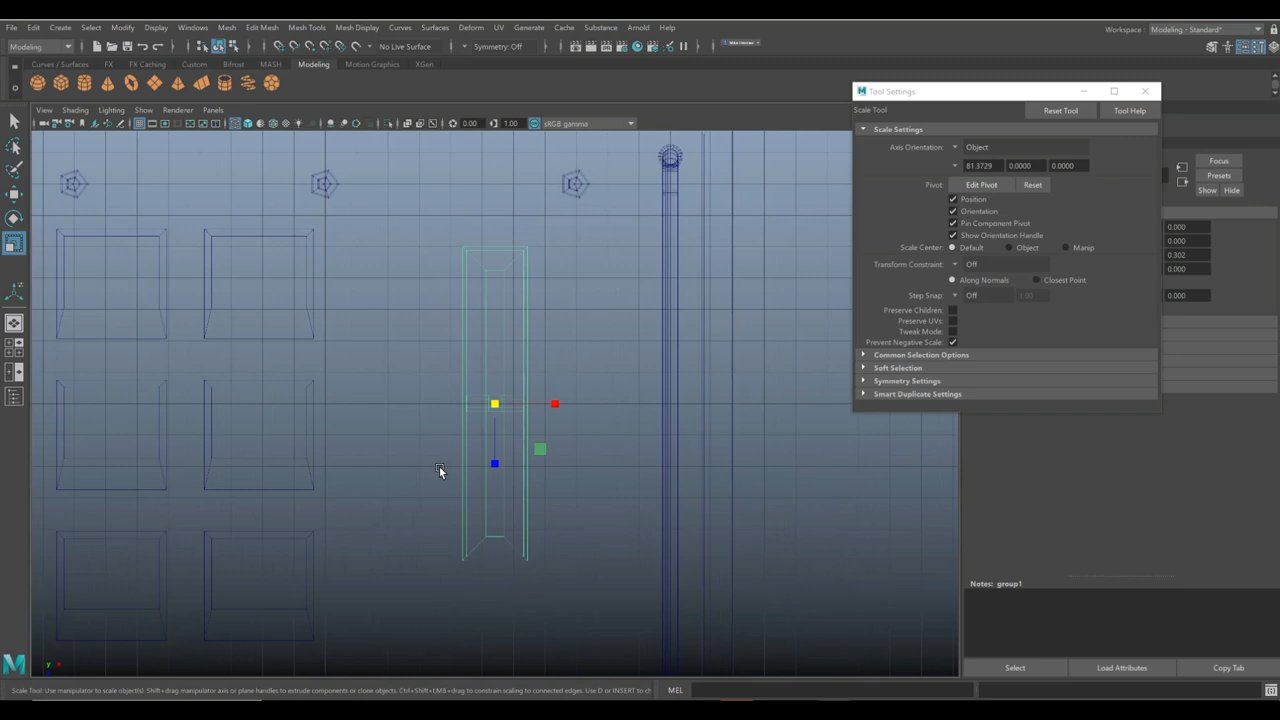 File Edit Create Select Modify Display Windows Mesh Edit Mesh Mesh Tools Mesh Display Curves Surfaces Deform UV Generate Cache Substance Arnold Help
Workspace : Modeling - Standard*
Modeling
No Live Surface
Symmetry: Off
Curves / Surfaces FX FX Caching Custom Bifrost MASH Modeling Motion Graphics XGen
View Shading Lighting Show Renderer Panels
0.00
1.00
sRGB gamma
Tool Settings
Scale Tool
Reset Tool
Tool Help
Scale Settings
Axis Orientation:
Object
81.3729
0.0000
0.0000
Pivot:
Edit Pivot
Reset
Position
Orientation
Pin Component Pivot
Show Orientation Handle
Scale Center:
Default
Object
Manip
Transform Constraint:
Off
Along Normals
Closest Point
Step Snap:
Off
1.00
Preserve Children:
Preserve UVs:
Tweak Mode:
Prevent Negative Scale:
Common Selection Options
Soft Selection
Symmetry Settings
Smart Duplicate Settings
Focus
Presets
Show
Hide
0.000
0.000
0.302
0.000
0.000
Notes: group1
Select
Load Attributes
Copy Tab
y
x
Scale Tool: Use manipulator to scale object(s). Shift+drag manipulator axis or plane handles to extrude components or clone objects. Ctrl+Shift+LMB+drag to constrain scaling to connected edges. Use D or INSERT to ch
MEL